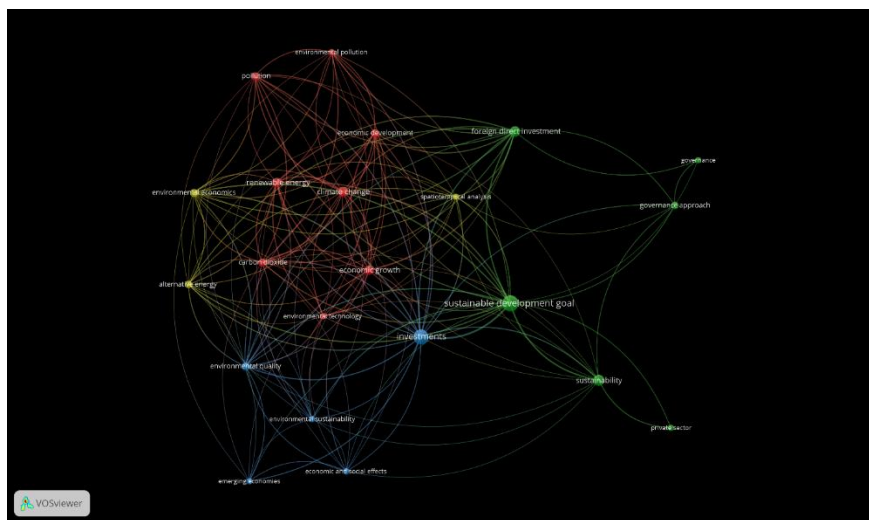 environmental pollution
pollution
foreign direct investment
economic development
governance
renewable energy
climate change
environmental economics
spatiotemporal analysis
governance approach
carbon dioxide
economic growth
alternative energy
sustainable development goal
environmental technology
investments
environmental quality
sustainability
environmental sustainability
private sector
economic and social effects
emerging economies
VOSviewer